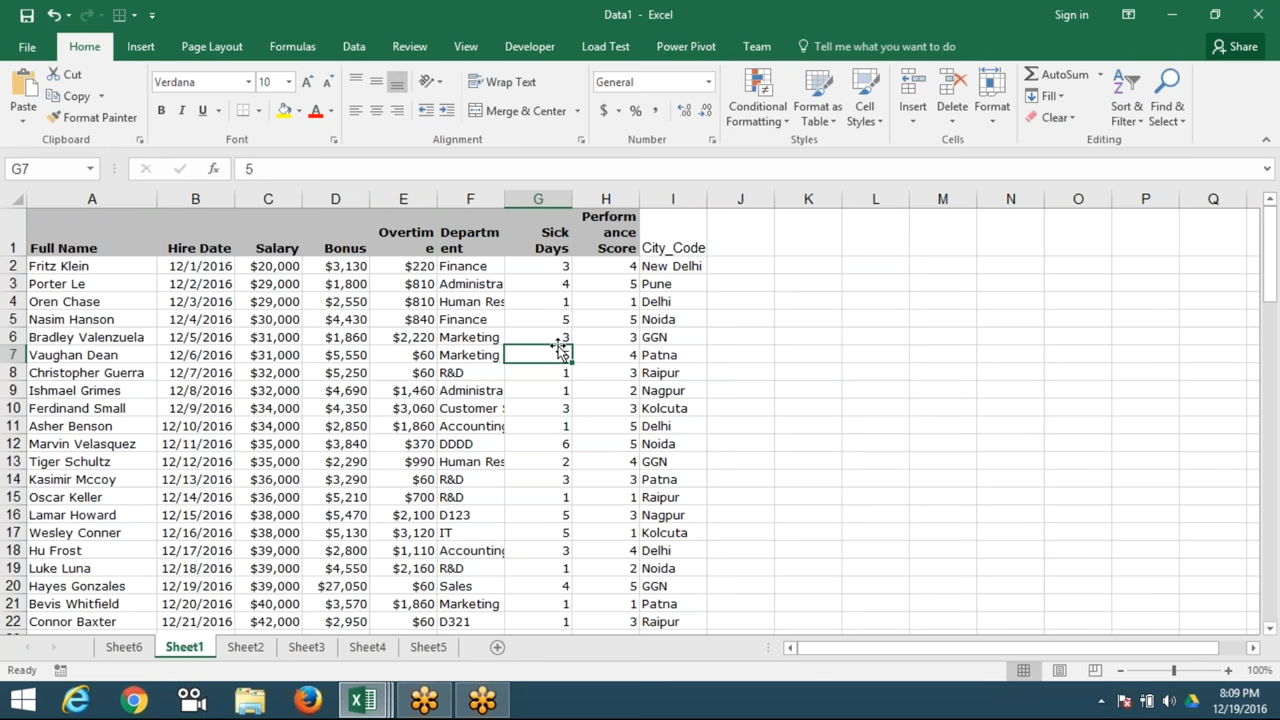 Data1 - Excel
Sign in
File Home Insert Page Layout Formulas Data Review View Developer Load Test Power Pivot Team Tell me what you want to do Share
Paste Cut Copy Format Painter
Clipboard
Verdana 10
B I U A
Font
Wrap Text
Merge & Center
Alignment
General
$ % ,
Number
Conditional Formatting
Format as Table
Cell Styles
Styles
Insert Delete Format
Cells
AutoSum
Fill
Clear
Sort & Filter
Find & Select
Editing
G7 fx 5
A B C D E F G H I J K L M N O P Q
1 Full Name Hire Date Salary Bonus Overtime Department Sick Days Performance Score City_Code
2 Fritz Klein 12/1/2016 $20,000 $3,130 $220 Finance 3 4 New Delhi
3 Porter Le 12/2/2016 $29,000 $1,800 $810 Administra 4 5 Pune
4 Oren Chase 12/3/2016 $29,000 $2,550 $810 Human Res 1 1 Delhi
5 Nasim Hanson 12/4/2016 $30,000 $4,430 $840 Finance 5 5 Noida
6 Bradley Valenzuela 12/5/2016 $31,000 $1,860 $2,220 Marketing 3 3 GGN
7 Vaughan Dean 12/6/2016 $31,000 $5,550 $60 Marketing 5 4 Patna
8 Christopher Guerra 12/7/2016 $32,000 $5,250 $60 R&D 1 3 Raipur
9 Ishmael Grimes 12/8/2016 $32,000 $4,690 $1,460 Administra 1 2 Nagpur
10 Ferdinand Small 12/9/2016 $34,000 $4,350 $3,060 Customer S 3 3 Kolcuta
11 Asher Benson 12/10/2016 $34,000 $2,850 $1,860 Accounting 1 5 Delhi
12 Marvin Velasquez 12/11/2016 $35,000 $3,840 $370 DDDD 6 5 Noida
13 Tiger Schultz 12/12/2016 $35,000 $2,290 $990 Human Res 2 4 GGN
14 Kasimir Mccoy 12/13/2016 $36,000 $3,290 $60 R&D 3 3 Patna
15 Oscar Keller 12/14/2016 $36,000 $5,210 $700 R&D 1 1 Raipur
16 Lamar Howard 12/15/2016 $38,000 $5,470 $2,100 D123 5 3 Nagpur
17 Wesley Conner 12/16/2016 $38,000 $5,130 $3,120 IT 5 1 Kolcuta
18 Hu Frost 12/17/2016 $39,000 $2,800 $1,110 Accounting 3 4 Delhi
19 Luke Luna 12/18/2016 $39,000 $4,550 $2,160 R&D 1 2 Noida
20 Hayes Gonzales 12/19/2016 $39,000 $27,050 $60 Sales 4 5 GGN
21 Bevis Whitfield 12/20/2016 $40,000 $3,570 $1,860 Marketing 1 1 Patna
22 Connor Baxter 12/21/2016 $42,000 $2,950 $60 D321 1 3 Raipur
Sheet6 Sheet1 Sheet2 Sheet3 Sheet4 Sheet5
Ready 100%
8:09 PM
12/19/2016